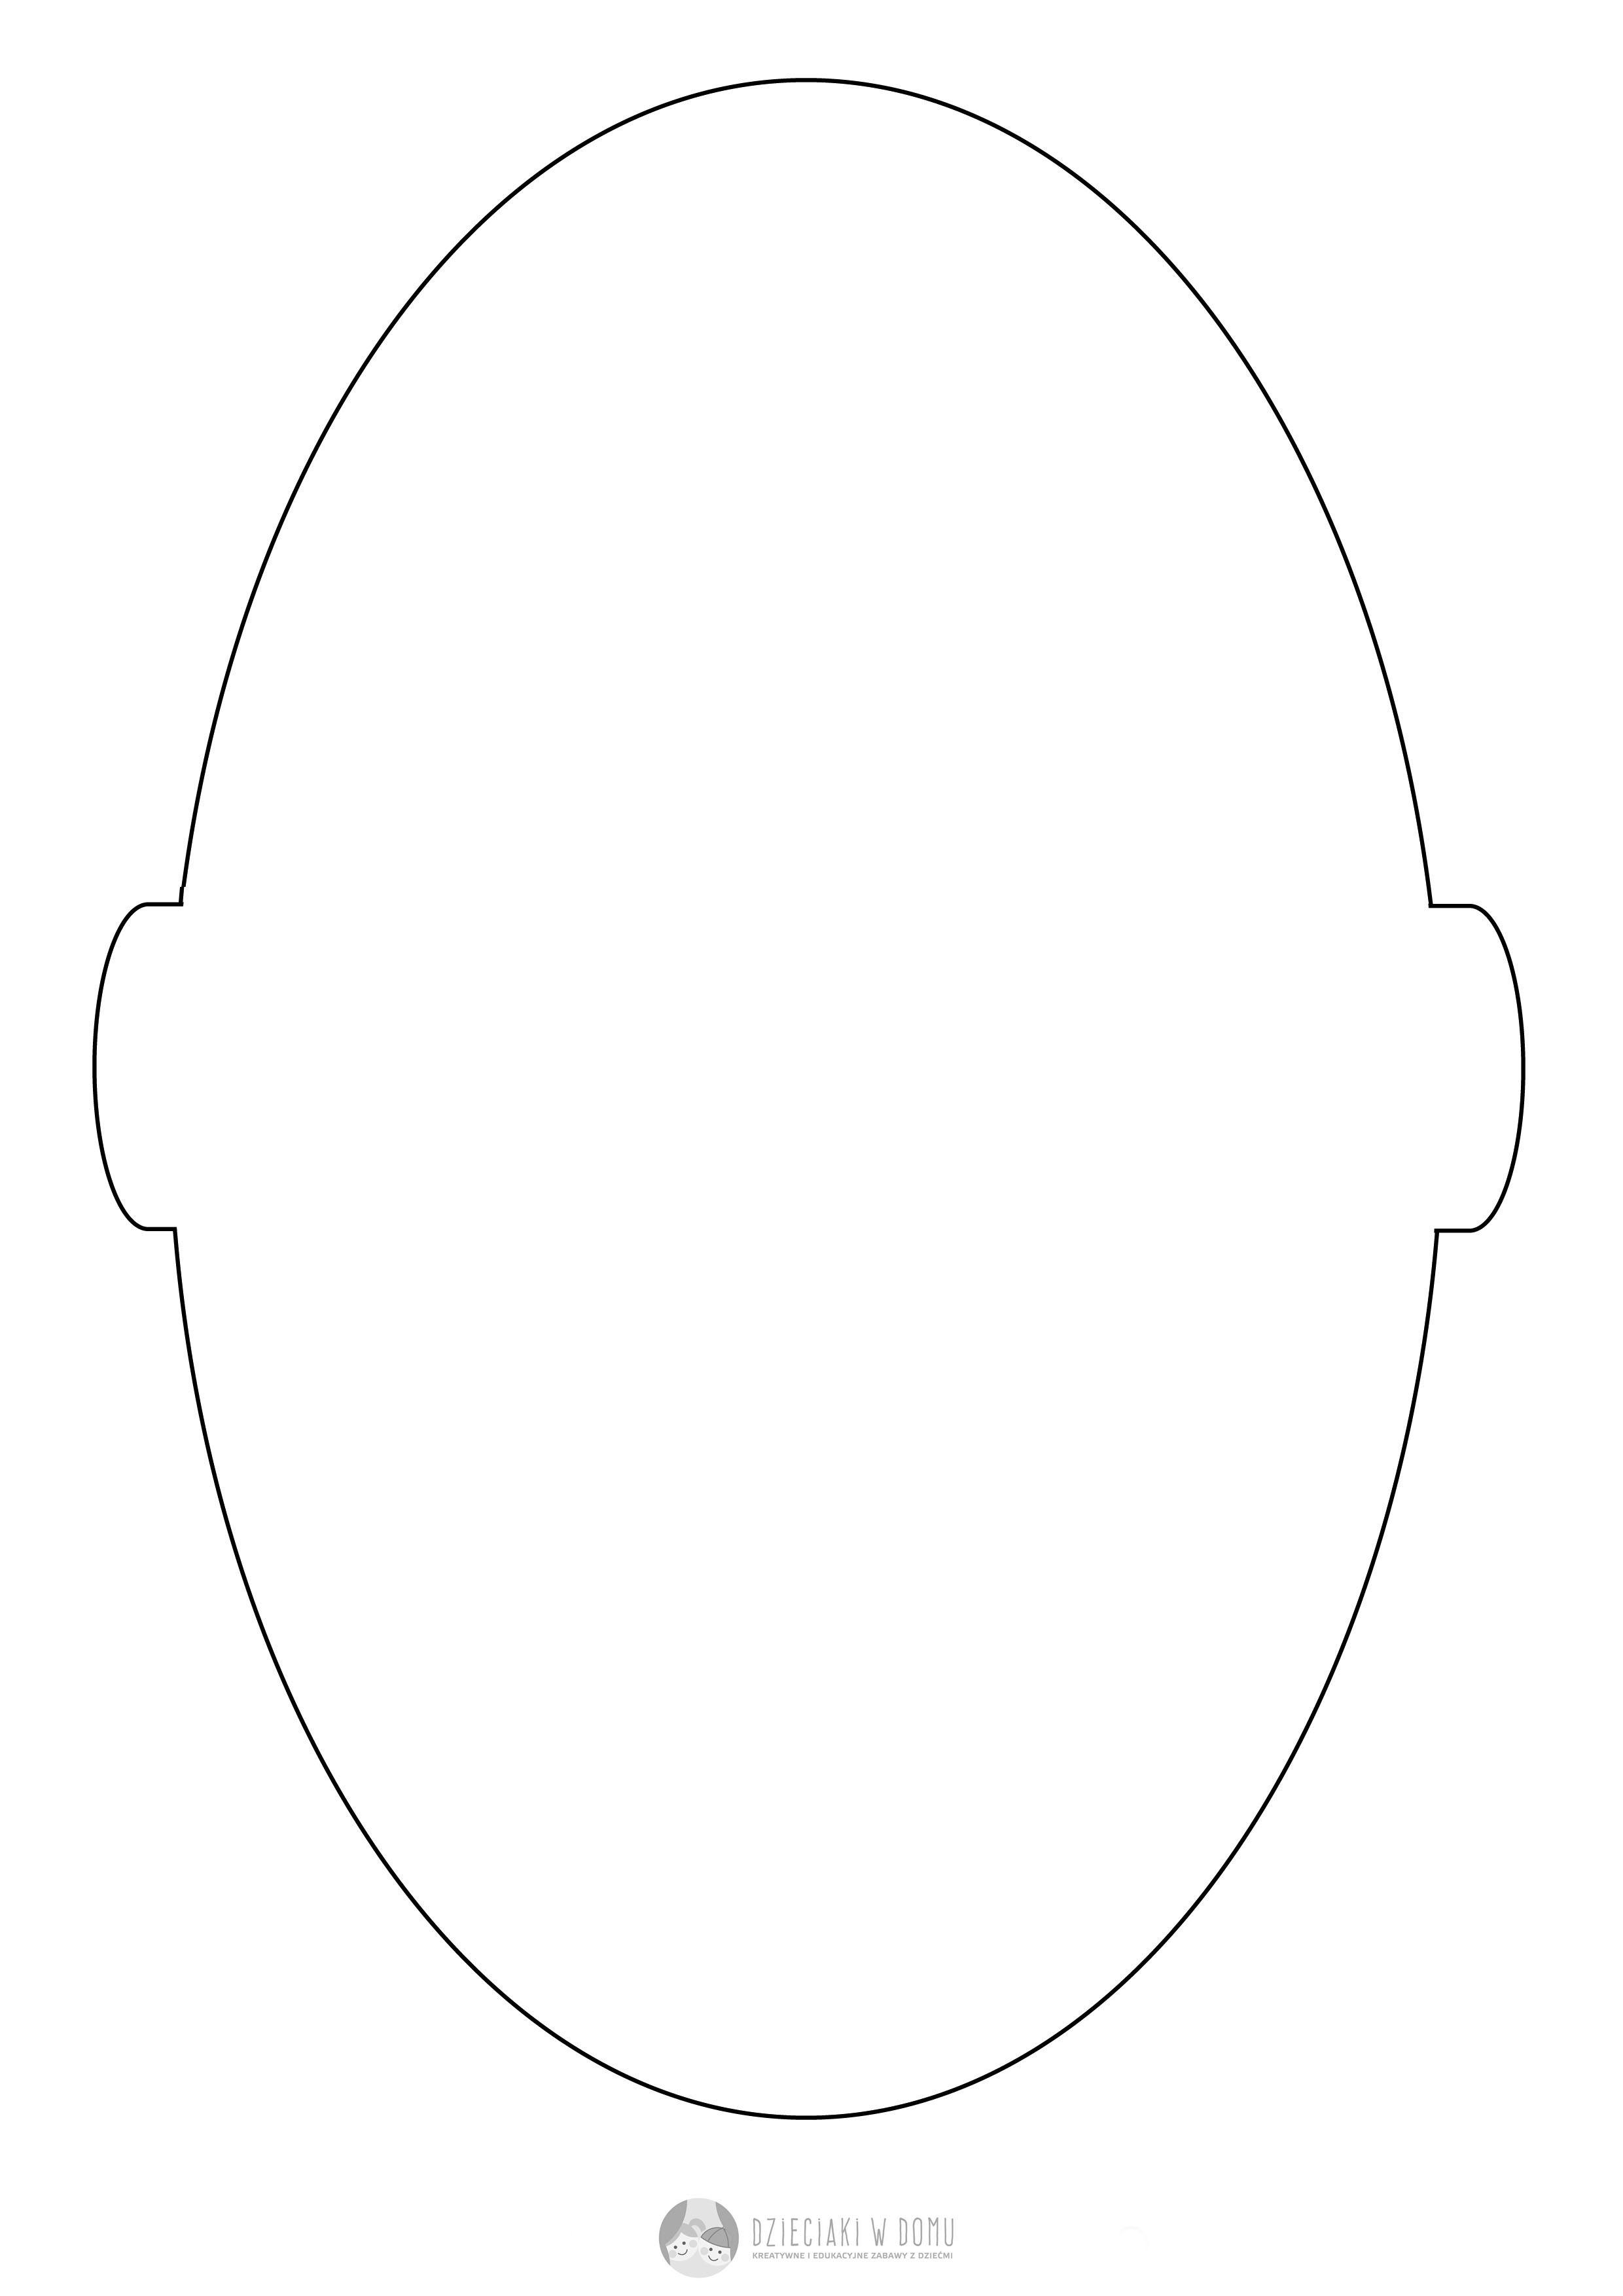 DZiECiAKi W DOMU
KREATYWNE I EDUKACYJNE ZABAWY Z DZIEĆMI